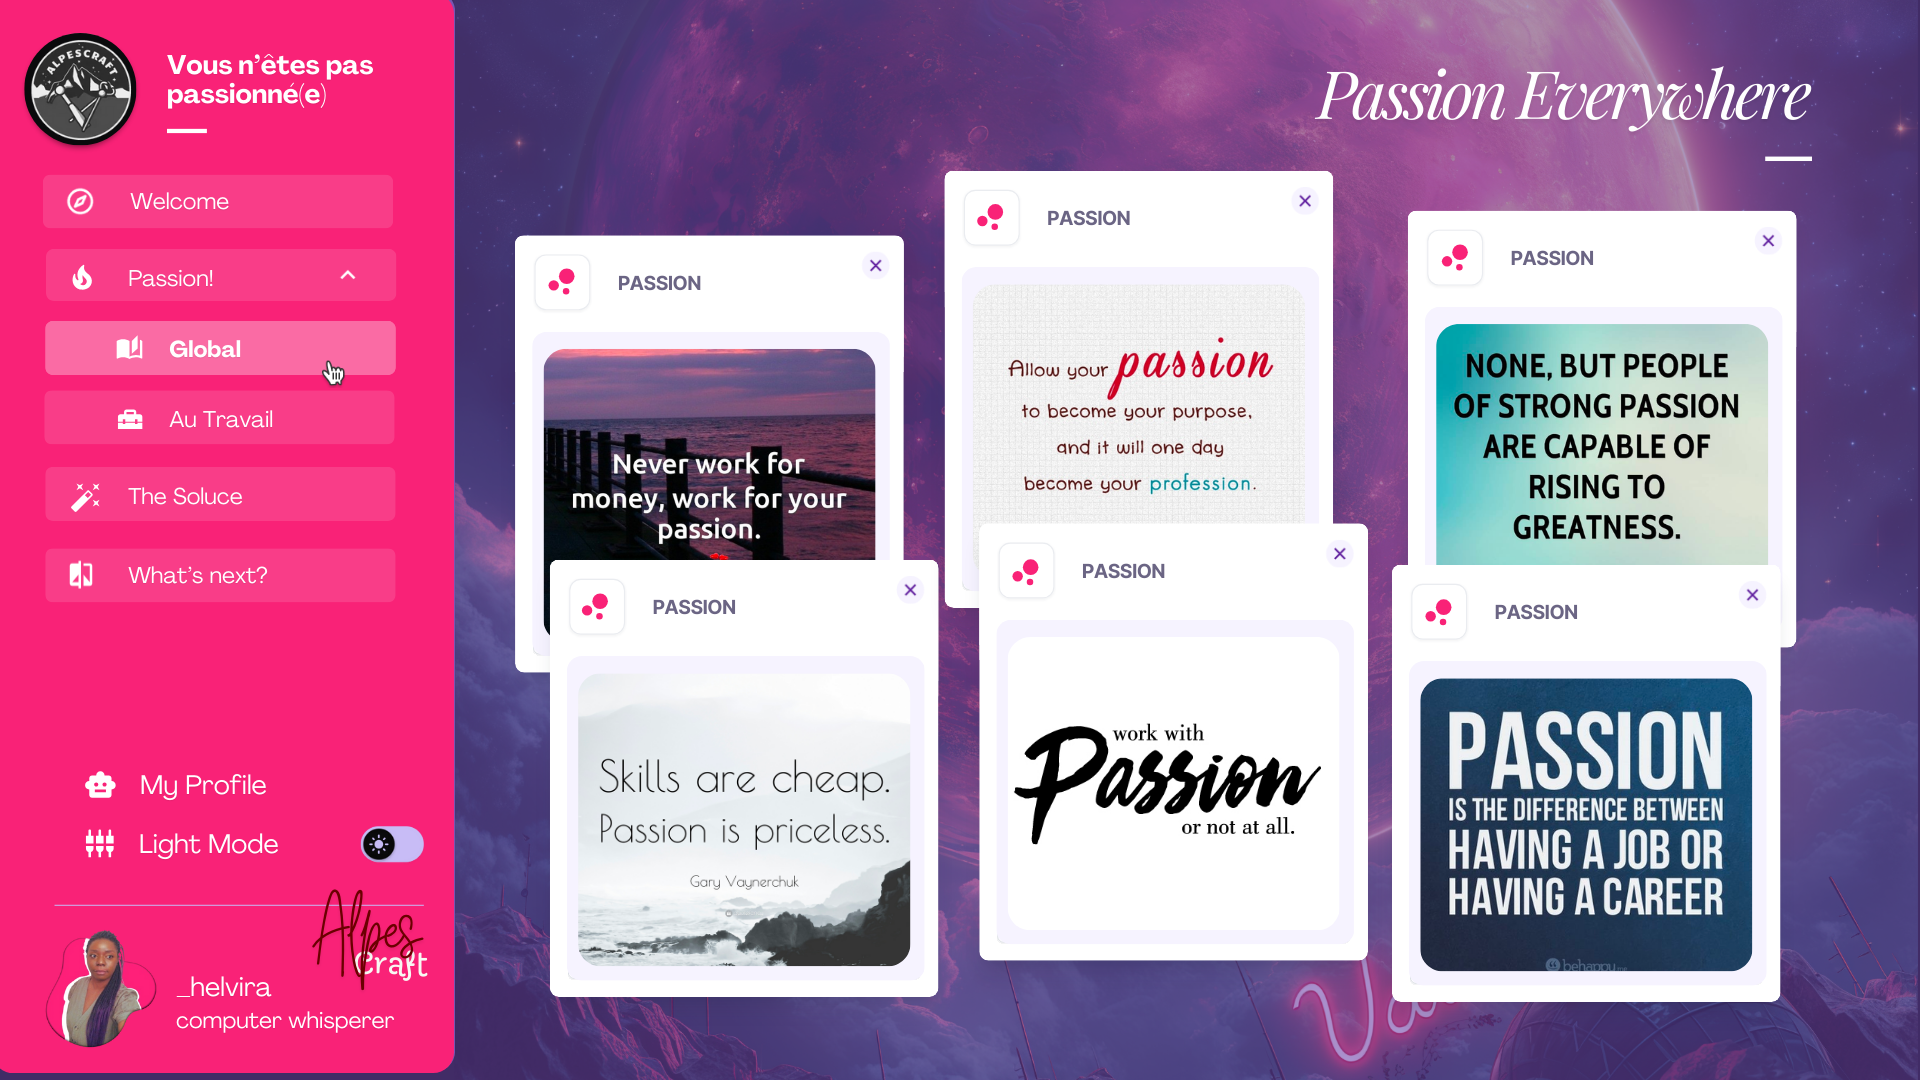 ALPESCRAFT
Vous n'êtes pas
passionné(e)
Welcome
Passion!
Global
Au Travail
The Soluce
What's next?
My Profile
Light Mode
Alpes
Craft
_helvira
computer whisperer
Passion Everywhere
PASSION
Never work for
money, work for your
passion.
PASSION
Allow your passion
to become your purpose,
and it will one day
become your profession.
PASSION
NONE, BUT PEOPLE
OF STRONG PASSION
ARE CAPABLE OF
RISING TO
GREATNESS.
PASSION
Skills are cheap.
Passion is priceless.
Gary Vaynerchuk
PASSION
work with
Passion
or not at all.
PASSION
PASSION
IS THE DIFFERENCE BETWEEN
HAVING A JOB OR
HAVING A CAREER
behappy.me